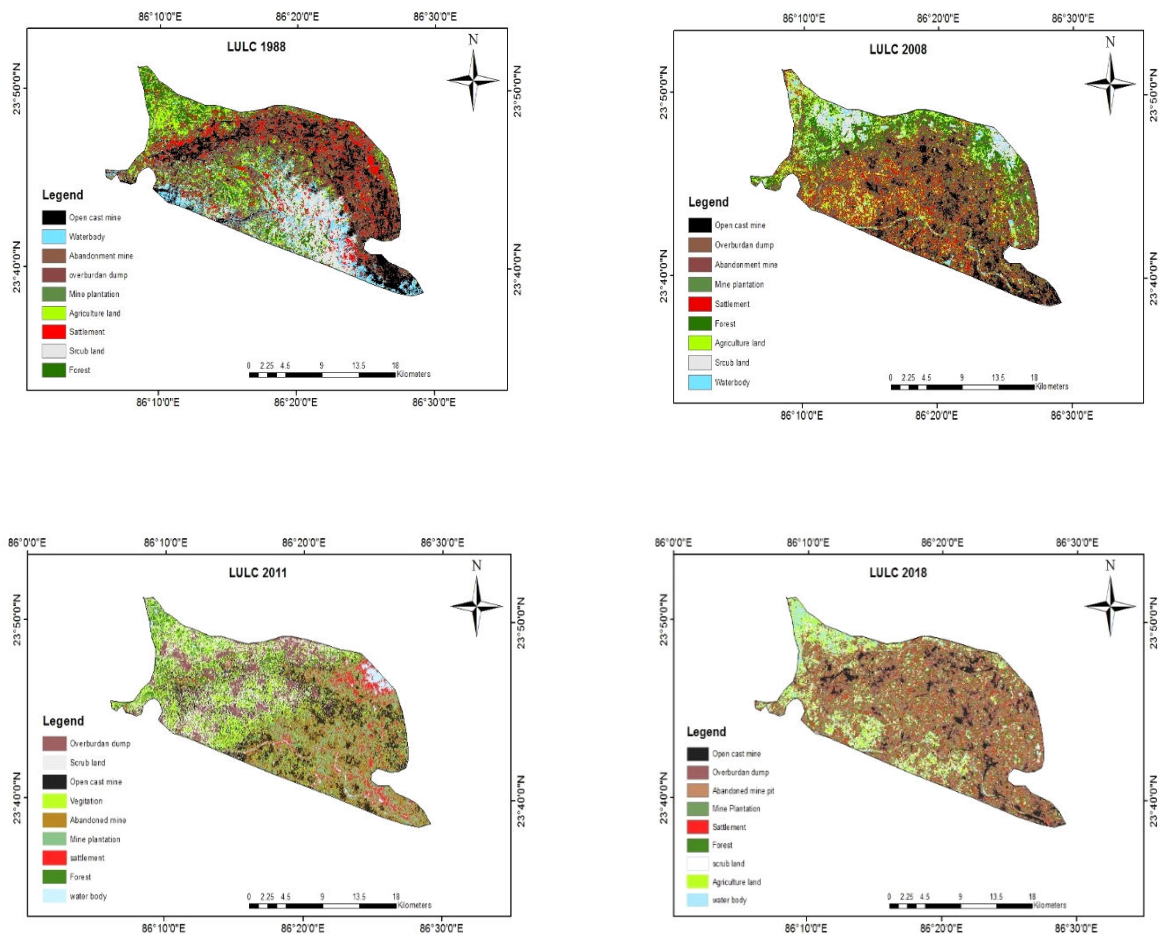 86°10'0"E 86°20'0"E 86°30'0"E
LULC 1988
N
23°50'0"N
23°50'0"N
23°40'0"N
23°40'0"N
Legend
Open cast mine
Waterbody
Abandonment mine
overburdan dump
Mine plantation
Agriculture land
Sattlement
Srcub land
Forest
0 2.25 4.5 9 13.5 18
Kilometers
86°10'0"E 86°20'0"E 86°30'0"E
86°10'0"E 86°20'0"E 86°30'0"E
LULC 2008
N
23°50'0"N
23°50'0"N
23°40'0"N
23°40'0"N
Legend
Open cast mine
Overburdan dump
Abandonment mine
Mine plantation
Sattlement
Forest
Agriculture land
Srcub land
Waterbody
0 2.25 4.5 9 13.5 18
Kilometers
86°10'0"E 86°20'0"E 86°30'0"E
86°0'0"E 86°10'0"E 86°20'0"E 86°30'0"E
LULC 2011
N
23°50'0"N
23°50'0"N
23°40'0"N
23°40'0"N
Legend
Overburdan dump
Scrub land
Open cast mine
Vegitation
Abandoned mine
Mine plantation
sattlement
Forest
water body
0 2.25 4.5 9 13.5 18
Kilometers
86°10'0"E 86°20'0"E 86°30'0"E
86°0'0"E 86°10'0"E 86°20'0"E 86°30'0"E
LULC 2018
N
23°50'0"N
23°50'0"N
23°40'0"N
23°40'0"N
Legend
Open cast mine
Overburdan dump
Abandoned mine pit
Mine Plantation
Sattlement
Forest
scrub land
Agriculture land
water body
0 2.25 4.5 9 13.5 18
Kilometers
86°10'0"E 86°20'0"E 86°30'0"E